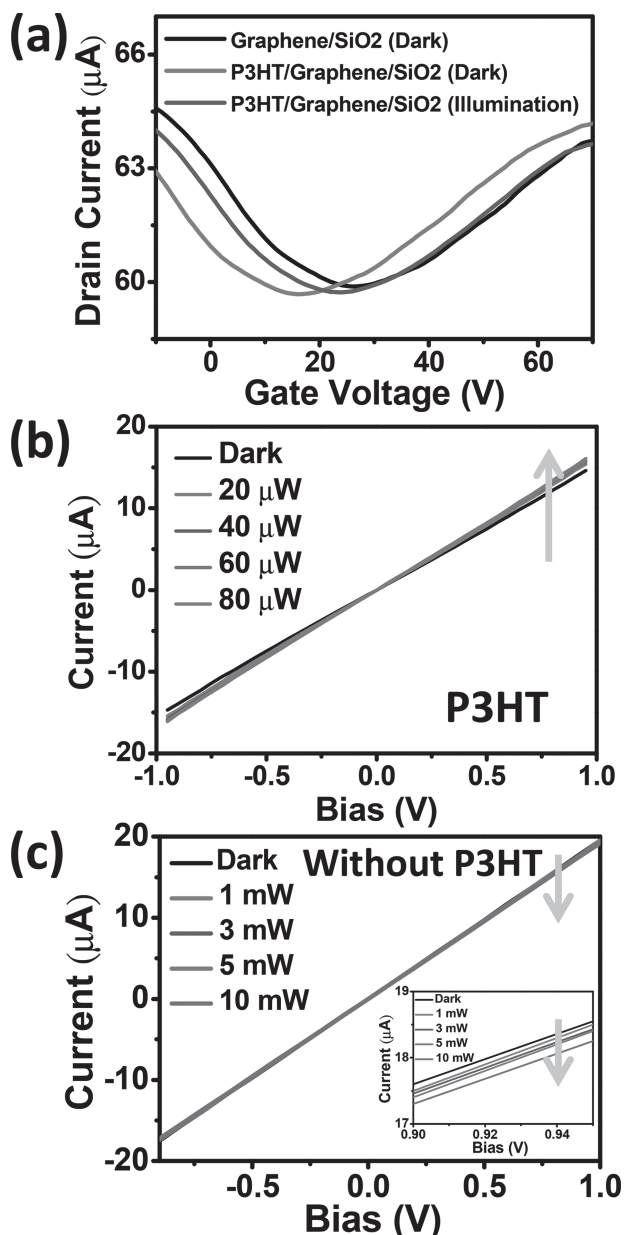 (a)
66
63
60
Drain Current (μA)
Graphene/SiO2 (Dark)
P3HT/Graphene/SiO2 (Dark)
P3HT/Graphene/SiO2 (Illumination)
0 20 40 60
Gate Voltage (V)
(b)
20
10
0
-10
-20
Current (μA)
Dark
20 μW
40 μW
60 μW
80 μW
P3HT
-1.0 -0.5 0.0 0.5 1.0
Bias (V)
(c)
20
10
0
-10
-20
Current (μA)
Dark
1 mW
3 mW
5 mW
10 mW
Without P3HT
19
18
17
Current (μA)
Dark
1 mW
3 mW
5 mW
10 mW
0.90 0.92 0.94
Bias (V)
-0.5 0.0 0.5 1.0
Bias (V)